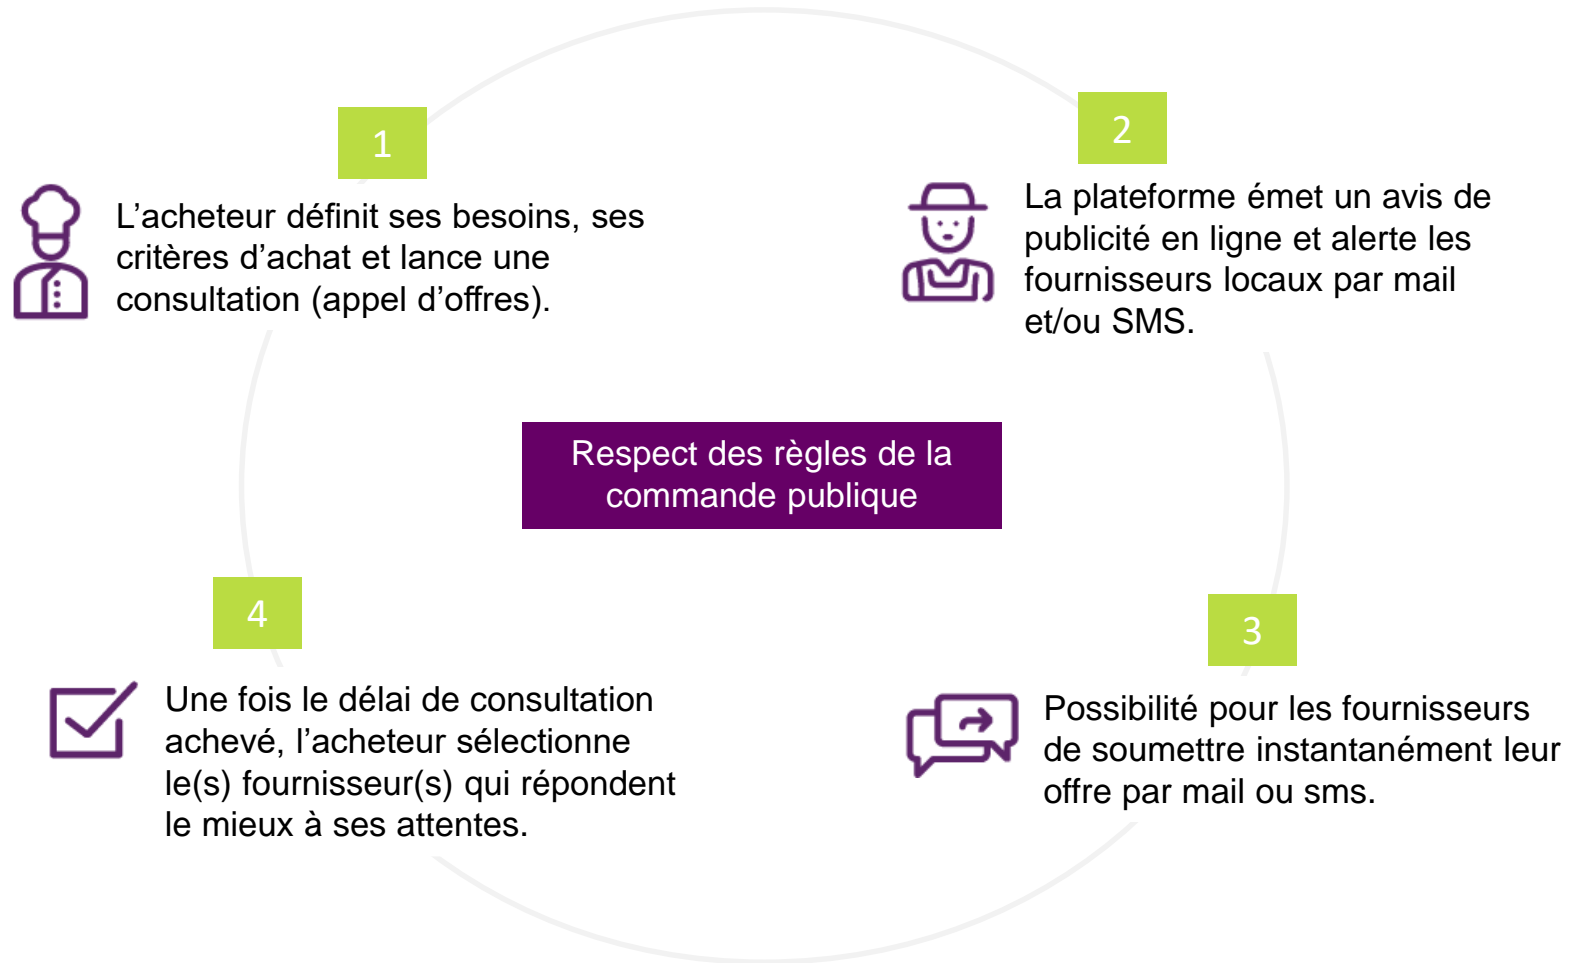 1
L’acheteur définit ses besoins, ses
critères d’achat et lance une
consultation (appel d’offres).
2
La plateforme émet un avis de
publicité en ligne et alerte les
fournisseurs locaux par mail
et/ou SMS.
Respect des règles de la
commande publique
3
Possibilité pour les fournisseurs
de soumettre instantanément leur
offre par mail ou sms.
4
Une fois le délai de consultation
achevé, l’acheteur sélectionne
le(s) fournisseur(s) qui répondent
le mieux à ses attentes.